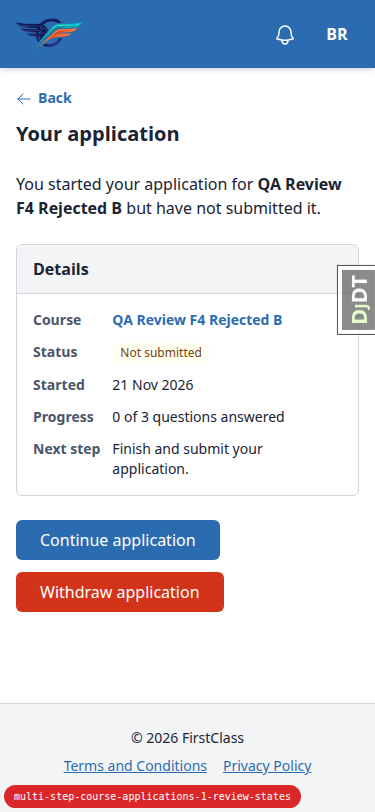 BR
Back
Your application
You started your application for QA Review
F4 Rejected B but have not submitted it.
Details
Course QA Review F4 Rejected B
Status Not submitted
Started 21 Nov 2026
Progress 0 of 3 questions answered
Next step Finish and submit your
application.
DJDT
Continue application
Withdraw application
© 2026 FirstClass
Terms and Conditions Privacy Policy
multi-step-course-applications-1-review-states